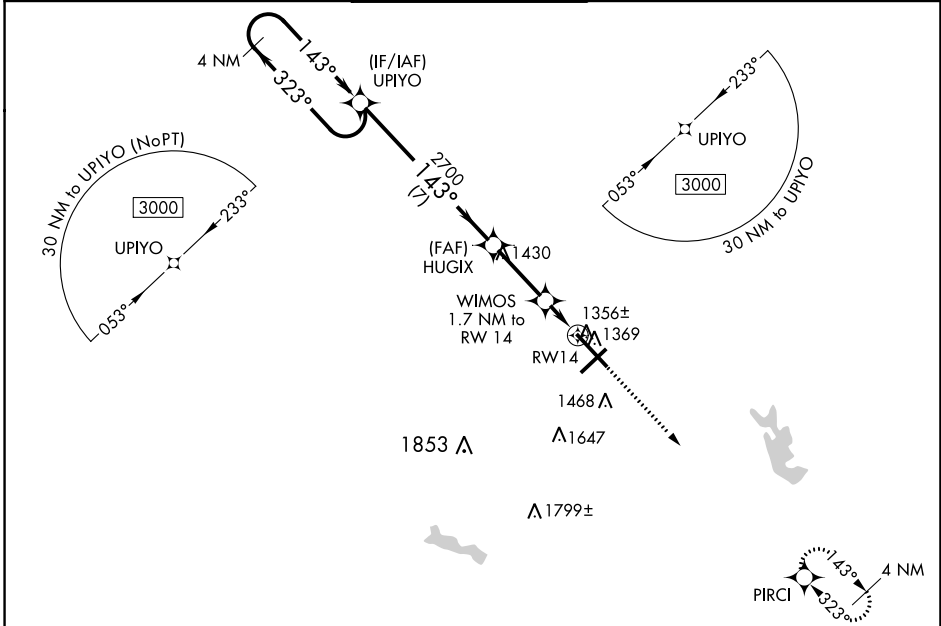 4 NM
143°
323°
(IF/IAF)
UPIYO
30 NM to UPIYO (NoPT)
3000
233°
UPIYO
053°
233°
UPIYO
053°
3000
30 NM to UPIYO
2700
143°
(7)
(FAF)
HUGIX
1430
WIMOS
1.7 NM to
RW 14
1356±
1369
RW14
1468
1647
1853
1799±
143°
4 NM
PIRCI
323°